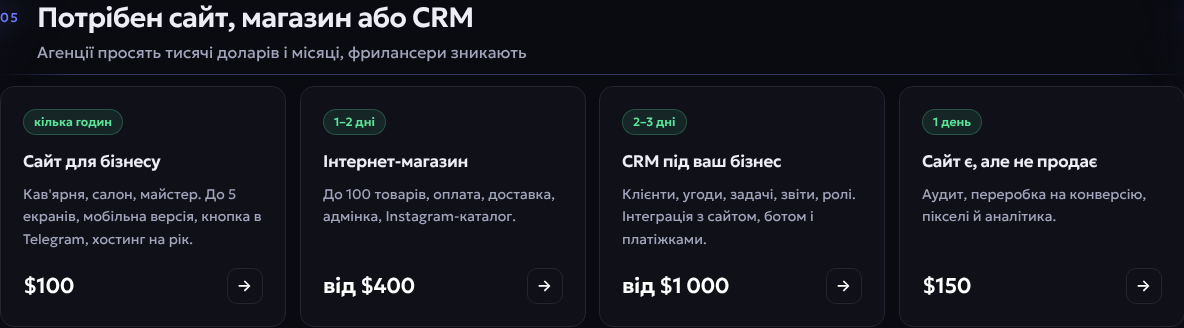 05
Потрібен сайт, магазин або CRM
Агенції просять тисячі доларів і місяці, фрилансери зникають
кілька годин
Сайт для бізнесу
Кав'ярня, салон, майстер. До 5
екранів, мобільна версія, кнопка в
Telegram, хостинг на рік.
$100
→
1–2 дні
Інтернет-магазин
До 100 товарів, оплата, доставка,
адмінка, Instagram-каталог.
від $400
→
2–3 дні
CRM під ваш бізнес
Клієнти, угоди, задачі, звіти, ролі.
Інтеграція з сайтом, ботом і
платіжками.
від $1 000
→
1 день
Сайт є, але не продає
Аудит, переробка на конверсію,
пікселі й аналітика.
$150
→